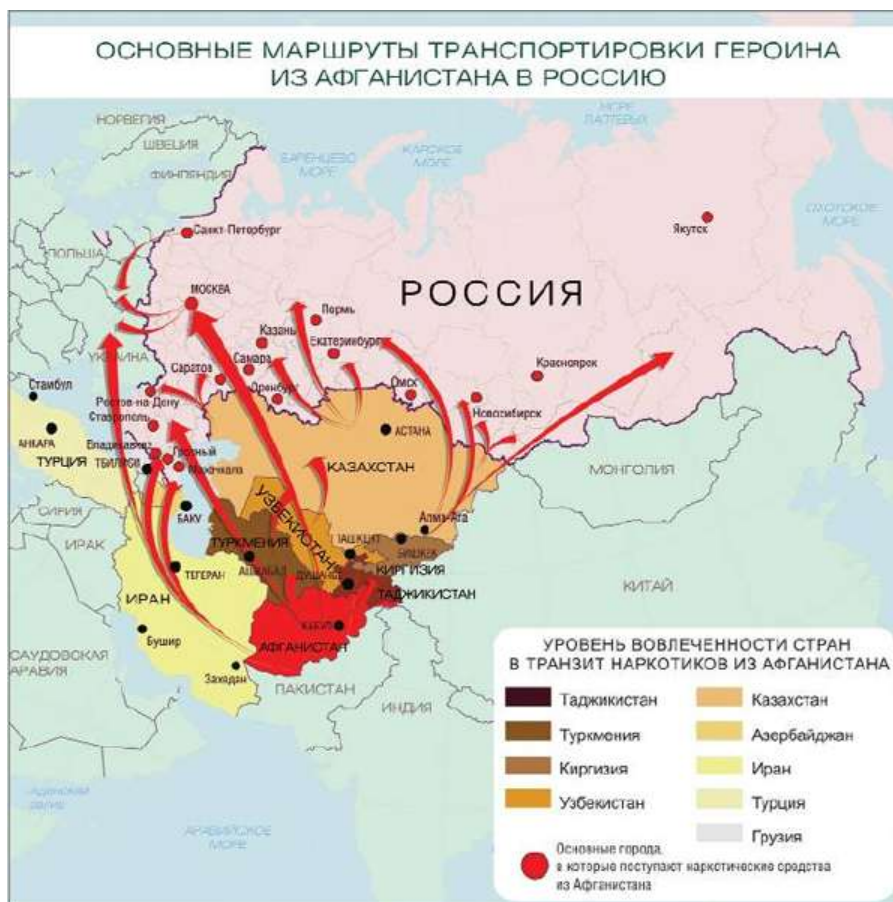 ОСНОВНЫЕ МАРШРУТЫ ТРАНСПОРТИРОВКИ ГЕРОИНА
ИЗ АФГАНИСТАНА В РОССИЮ
НОРВЕГИЯ
ШВЕЦИЯ
ФИНЛЯНДИЯ
БАРЕНЦЕВО
МОРЕ
КАРСКОЕ
МОРЕ
МОРЕ
ЛАПТЕВЫХ
ОХОТСКОЕ
МОРЕ
Санкт-Петербург
Якутск
ПОЛЬША
МОСКВА
РОССИЯ
Пермь
Казань
Екатеринбург
УКРАИНА
Саратов
Самара
Красноярск
Стамбул
Оренбург
Омск
Ростов-на-Дону
Новосибирск
Ставрополь
АСТАНА
АНКАРА
Владикавказ
Грозный
ТУРЦИЯ
ТБИЛИСИ
Махачкала
КАЗАХСТАН
МОНГОЛИЯ
СИРИЯ
БАКУ
УЗБЕКИСТАН
Алма-Ата
ИРАК
ТУРКМЕНИЯ
ТАШКЕНТ
БИШКЕК
ТЕГЕРАН
АШХАБАД
ДУШАНБЕ
КИРГИЗИЯ
ТАДЖИКИСТАН
КИТАЙ
ИРАН
КАБУЛ
Бушир
АФГАНИСТАН
САУДОВСКАЯ
АРАВИЯ
Захадан
ПАКИСТАН
ИНДИЯ
АРАВИЙСКОЕ
МОРЕ
УРОВЕНЬ ВОВЛЕЧЕННОСТИ СТРАН
В ТРАНЗИТ НАРКОТИКОВ ИЗ АФГАНИСТАНА
Таджикистан
Казахстан
Туркмения
Азербайджан
Киргизия
Иран
Узбекистан
Турция
Грузия
Основные города,
в которые поступают наркотические средства
из Афганистана